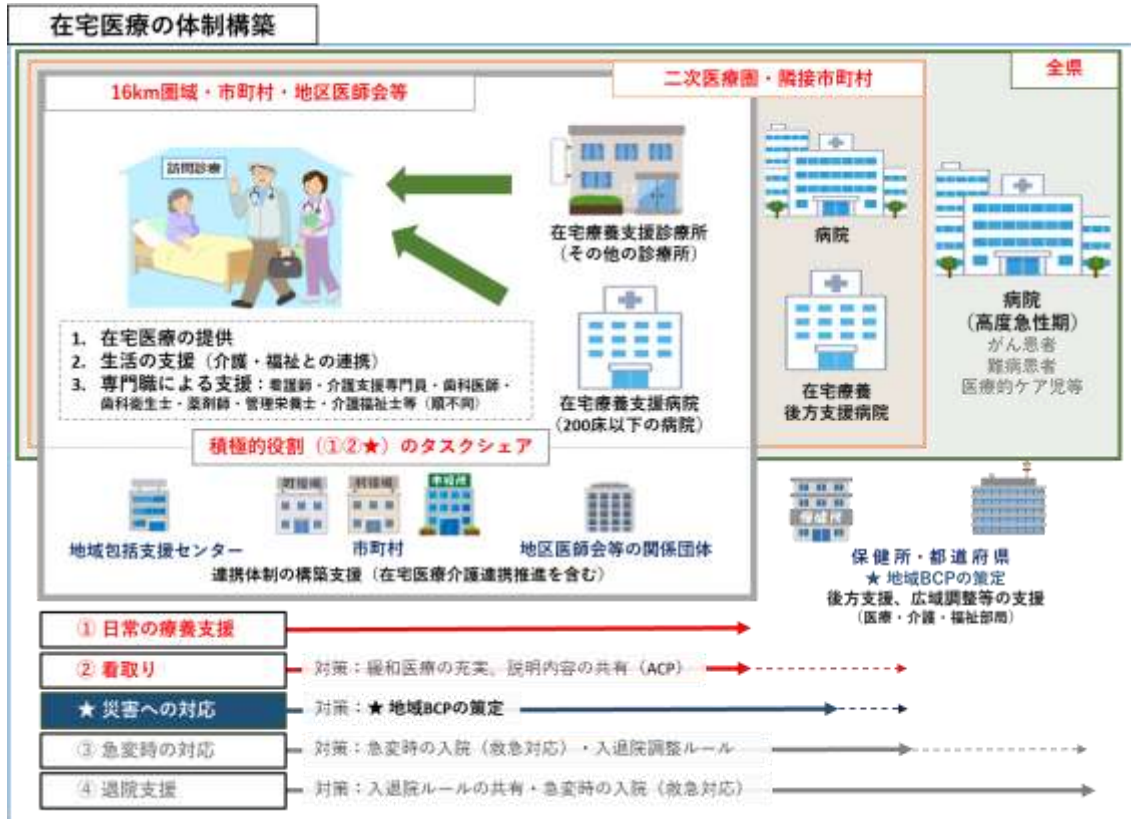 在宅医療の体制構築
全県
二次医療圏・隣接市町村
16km圏域・市町村・地区医師会等
訪問診療
在宅療養支援診療所
(その他の診療所)
病院
病院
(高度急性期)
がん患者
難病患者
医療的ケア児等
1. 在宅医療の提供
2. 生活の支援(介護・福祉との連携)
3. 専門職による支援:看護師・介護支援専門員・歯科医師・
歯科衛生士・薬剤師・管理栄養士・介護福祉士等(順不同)
在宅療養支援病院
(200床以下の病院)
在宅療養
後方支援病院
積極的役割(①②★)のタスクシェア
町役場
村役場
市役所
保健所
地域包括支援センター
市町村
地区医師会等の関係団体
連携体制の構築支援(在宅医療介護連携推進を含む)
保健所・都道府県
★ 地域BCPの策定
後方支援、広域調整等の支援
(医療・介護・福祉部局)
① 日常の療養支援
② 看取り
対策:緩和医療の充実、説明内容の共有(ACP)
★ 災害への対応
対策:★ 地域BCPの策定
③ 急変時の対応
対策:急変時の入院(救急対応)・入退院調整ルール
④ 退院支援
対策:入退院ルールの共有・急変時の入院(救急対応)